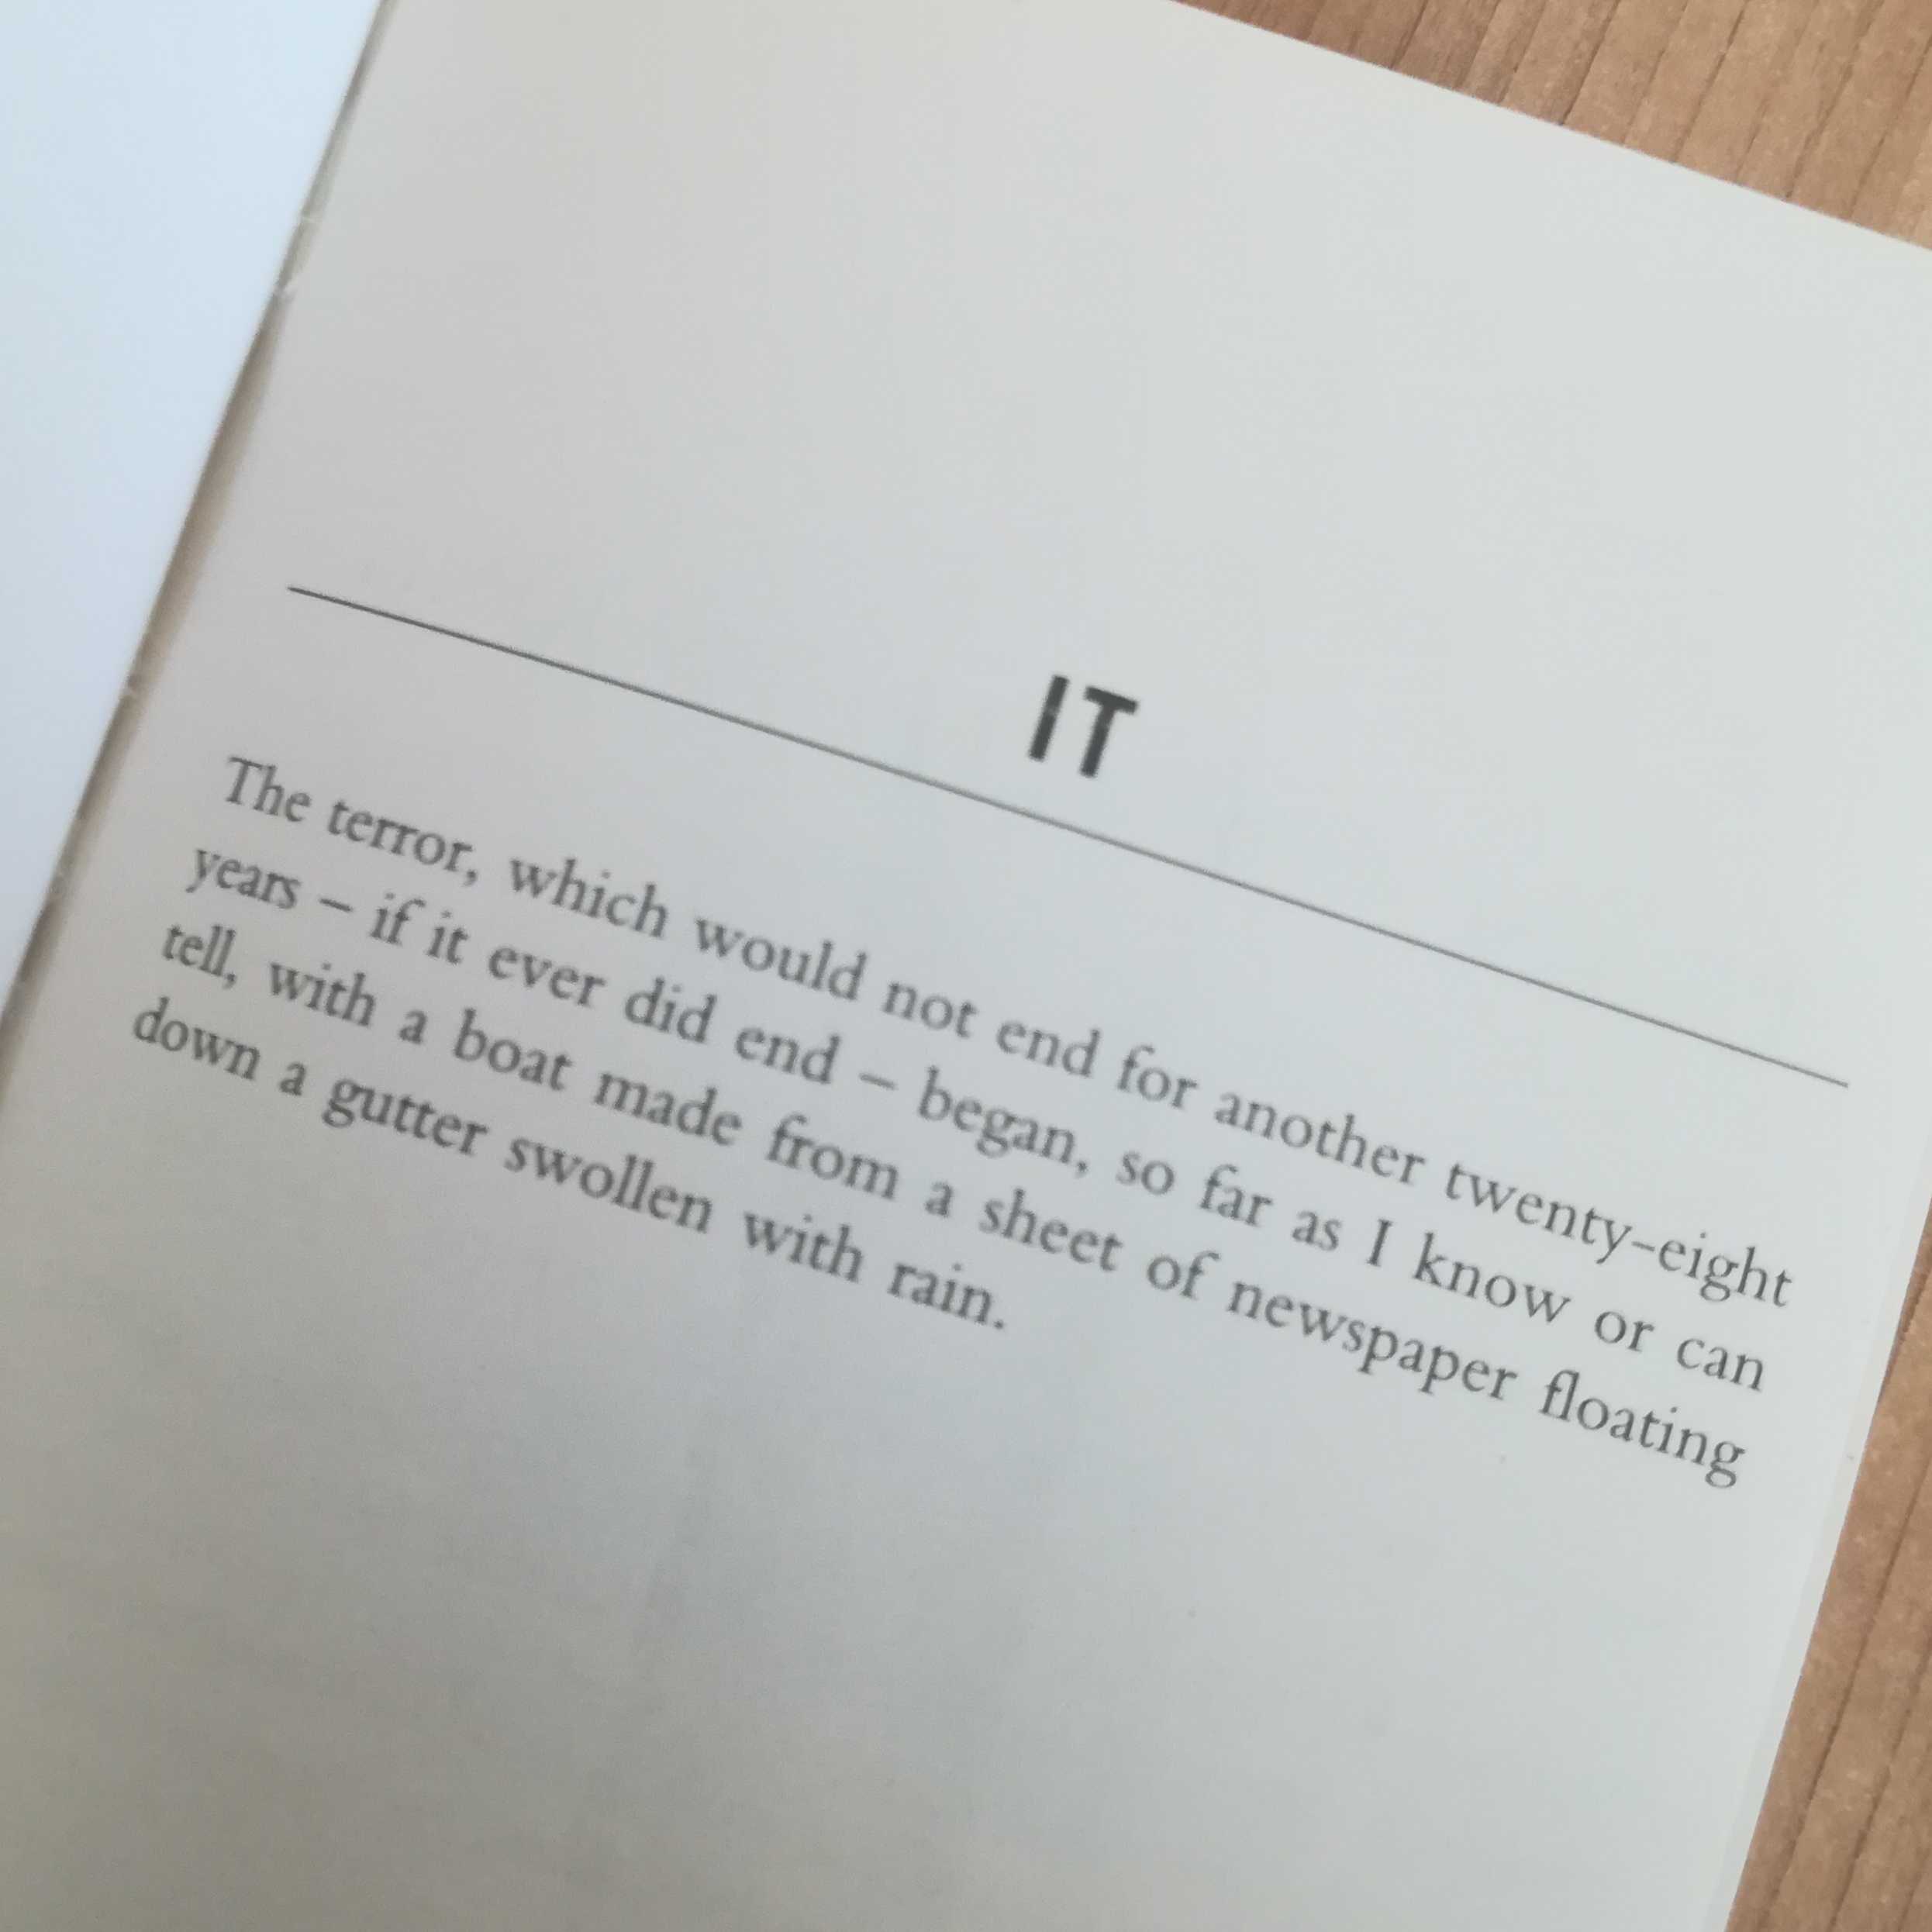 IT
The terror, which would not end for another twenty-eight
years – if it ever did end – began, so far as I know or can
tell, with a boat made from a sheet of newspaper floating
down a gutter swollen with rain.